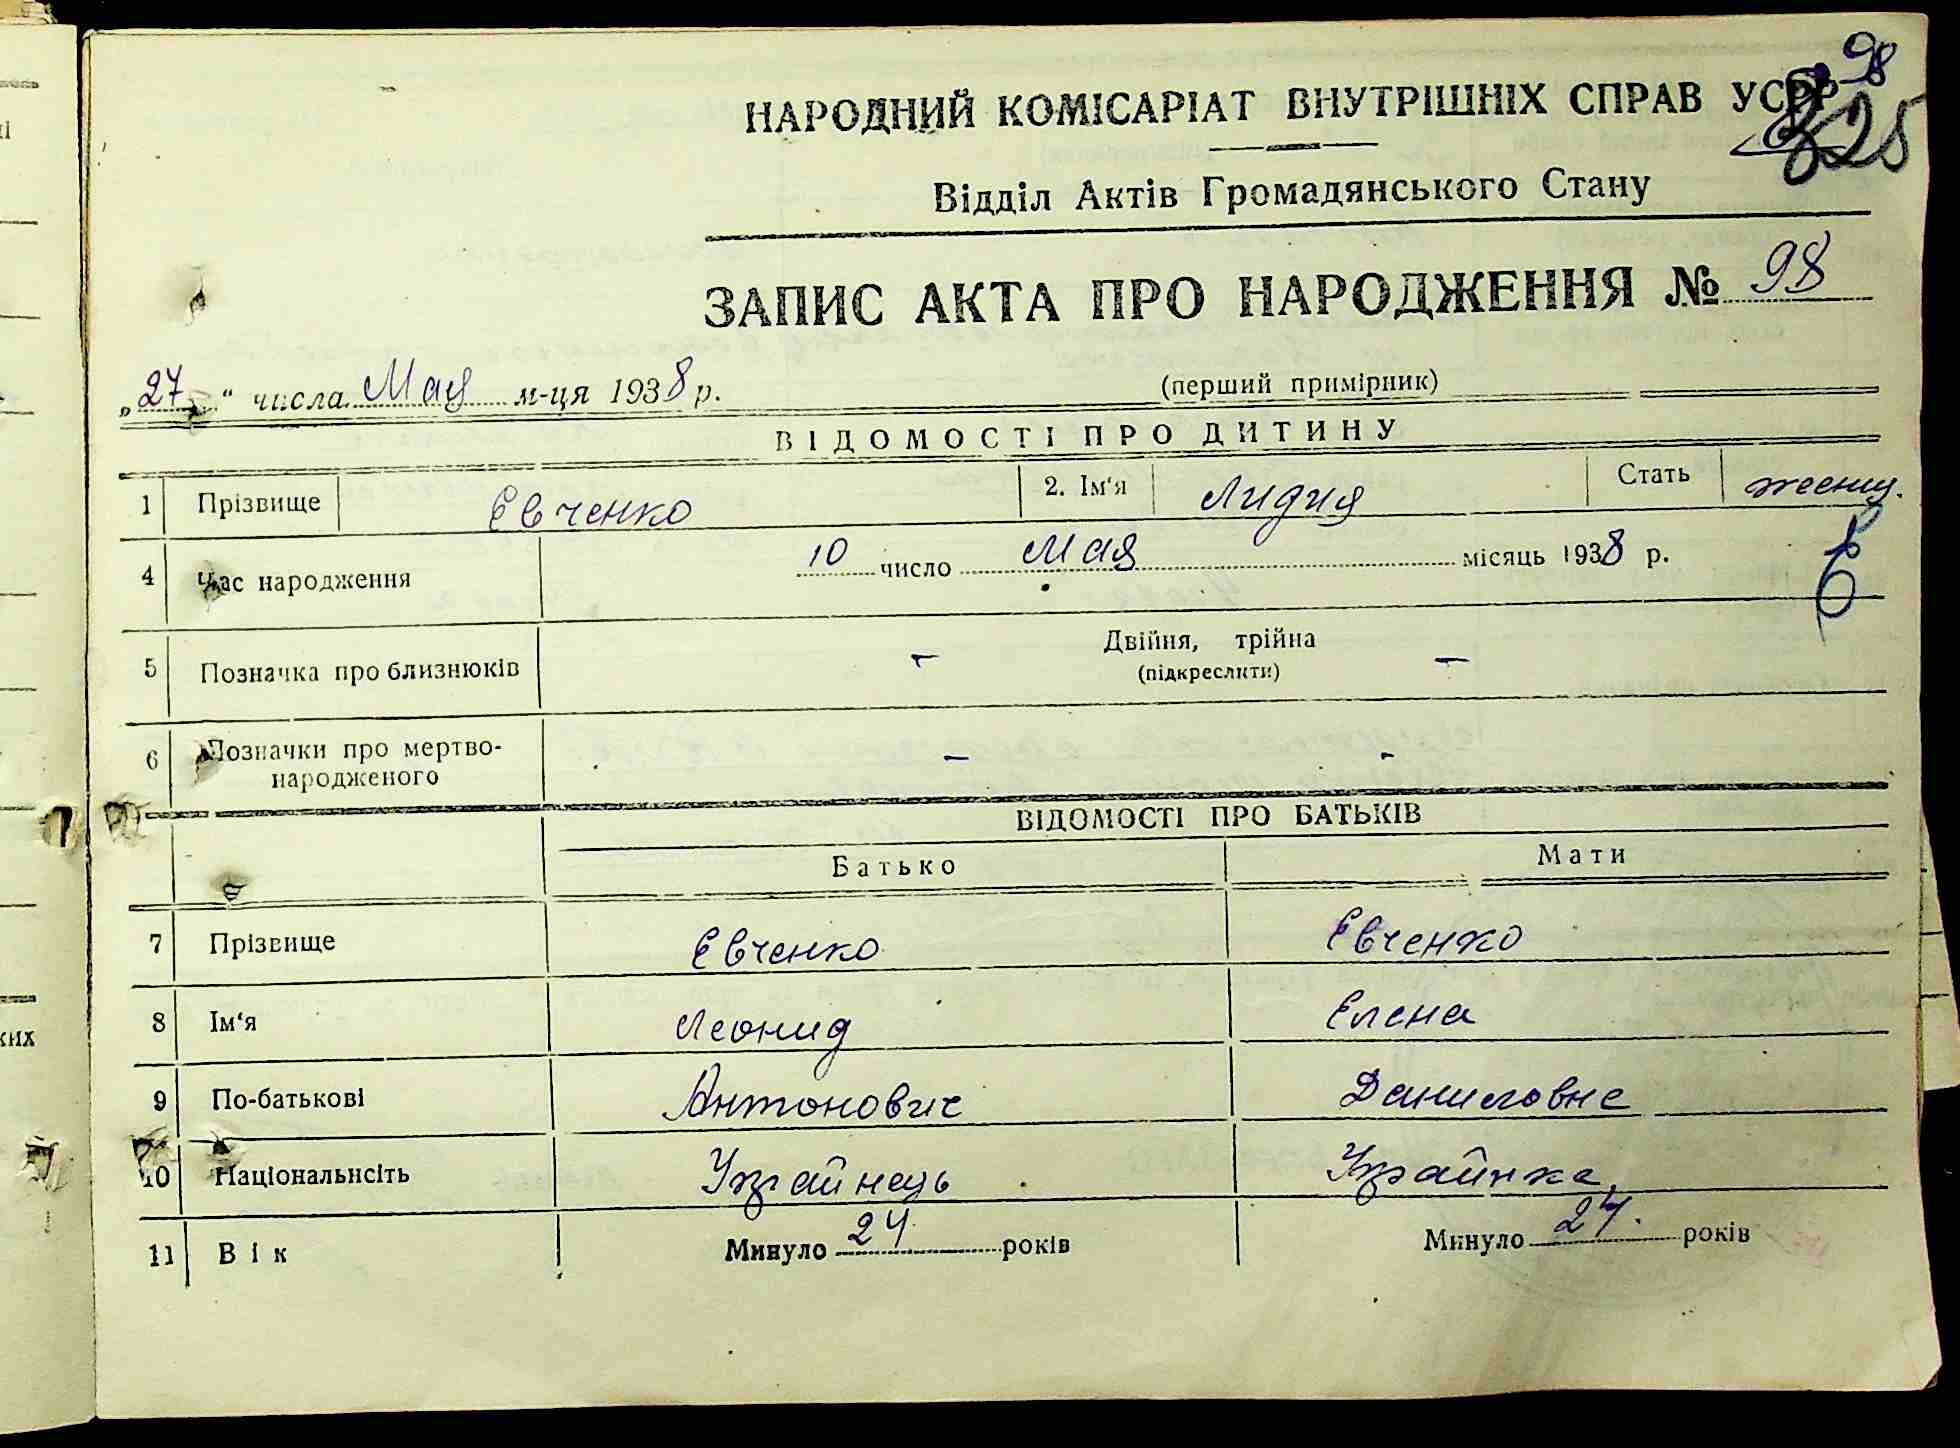 98
825
НАРОДНИЙ КОМІСАРІАТ ВНУТРІШНІХ СПРАВ УСРР
Відділ Актів Громадянського Стану
ЗАПИС АКТА ПРО НАРОДЖЕННЯ № 98
„27“ числа Мая м-ця 1938 р. (перший примірник)
ВІДОМОСТІ ПРО ДИТИНУ
1 Прізвище Евченко 2. Ім‘я Лидия Стать женщ.
4 Час народження 10 число Мая місяць 1938 р.
5 Позначка про близнюків – Двійня, трійна –
(підкреслити)
6 Позначки про мертво-
народженого – -
ВІДОМОСТІ ПРО БАТЬКІВ
Батько Мати
7 Прізвище Евченко Евченко
8 Ім‘я Леонид Елена
9 По-батькові Антонович Даниловна
10 Національнсіть Украйнець Украинка
11 Вік Минуло 24 років Минуло 24 років
ких